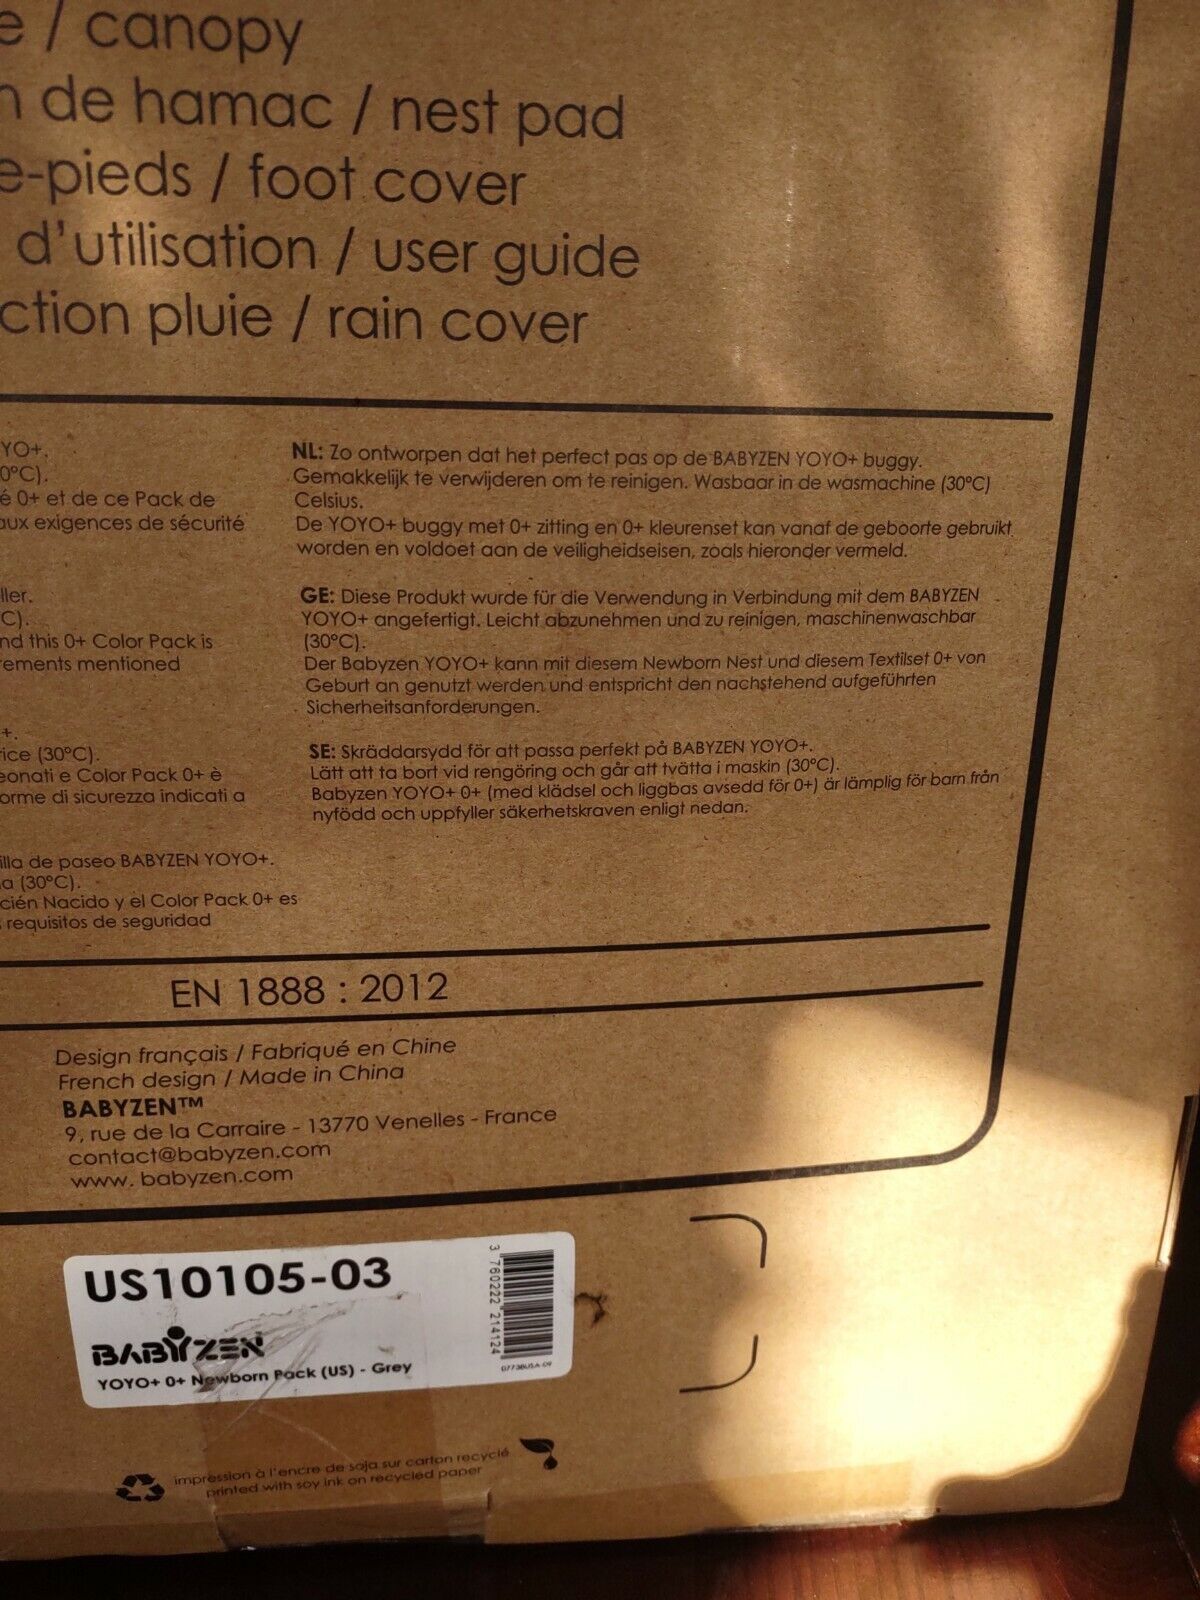 e / canopy
n de hamac / nest pad
e-pieds / foot cover
d'utilisation / user guide
ction pluie / rain cover
YO+.
0°C).
é 0+ et de ce Pack de
aux exigences de sécurité
ller.
C).
nd this 0+ Color Pack is
rements mentioned
+.
rice (30°C).
eonati e Color Pack 0+ è
orme di sicurezza indicati a
illa de paseo BABYZEN YOYO+.
a (30°C).
cién Nacido y el Color Pack 0+ es
requisitos de seguridad
NL: Zo ontworpen dat het perfect pas op de BABYZEN YOYO+ buggy.
Gemakkelijk te verwijderen om te reinigen. Wasbaar in de wasmachine (30°C)
Celsius.
De YOYO+ buggy met 0+ zitting en 0+ kleurenset kan vanaf de geboorte gebruikt
worden en voldoet aan de veiligheidseisen, zoals hieronder vermeld.
GE: Diese Produkt wurde für die Verwendung in Verbindung mit dem BABYZEN
YOYO+ angefertigt. Leicht abzunehmen und zu reinigen, maschinenwaschbar
(30°C).
Der Babyzen YOYO+ kann mit diesem Newborn Nest und diesem Textilset 0+ von
Geburt an genutzt werden und entspricht den nachstehend aufgeführten
Sicherheitsanforderungen.
SE: Skräddarsydd för att passa perfekt på BABYZEN YOYO+.
Lätt att ta bort vid rengöring och går att tvätta i maskin (30°C).
Babyzen YOYO+ 0+ (med klädsel och liggbas avsedd för 0+) är lämplig för barn från
nyfödd och uppfyller säkerhetskraven enligt nedan.
EN 1888 : 2012
Design français / Fabriqué en Chine
French design / Made in China
BABYZEN™
9, rue de la Carraire - 13770 Venelles - France
contact@babyzen.com
www. babyzen.com
US10105-03
BABYZEN
YOYO+ 0+ Newborn Pack (US) - Grey
3 760222 214124
0773BUSA-09
impression à l'encre de soja sur carton recyclé
printed with soy ink on recycled paper